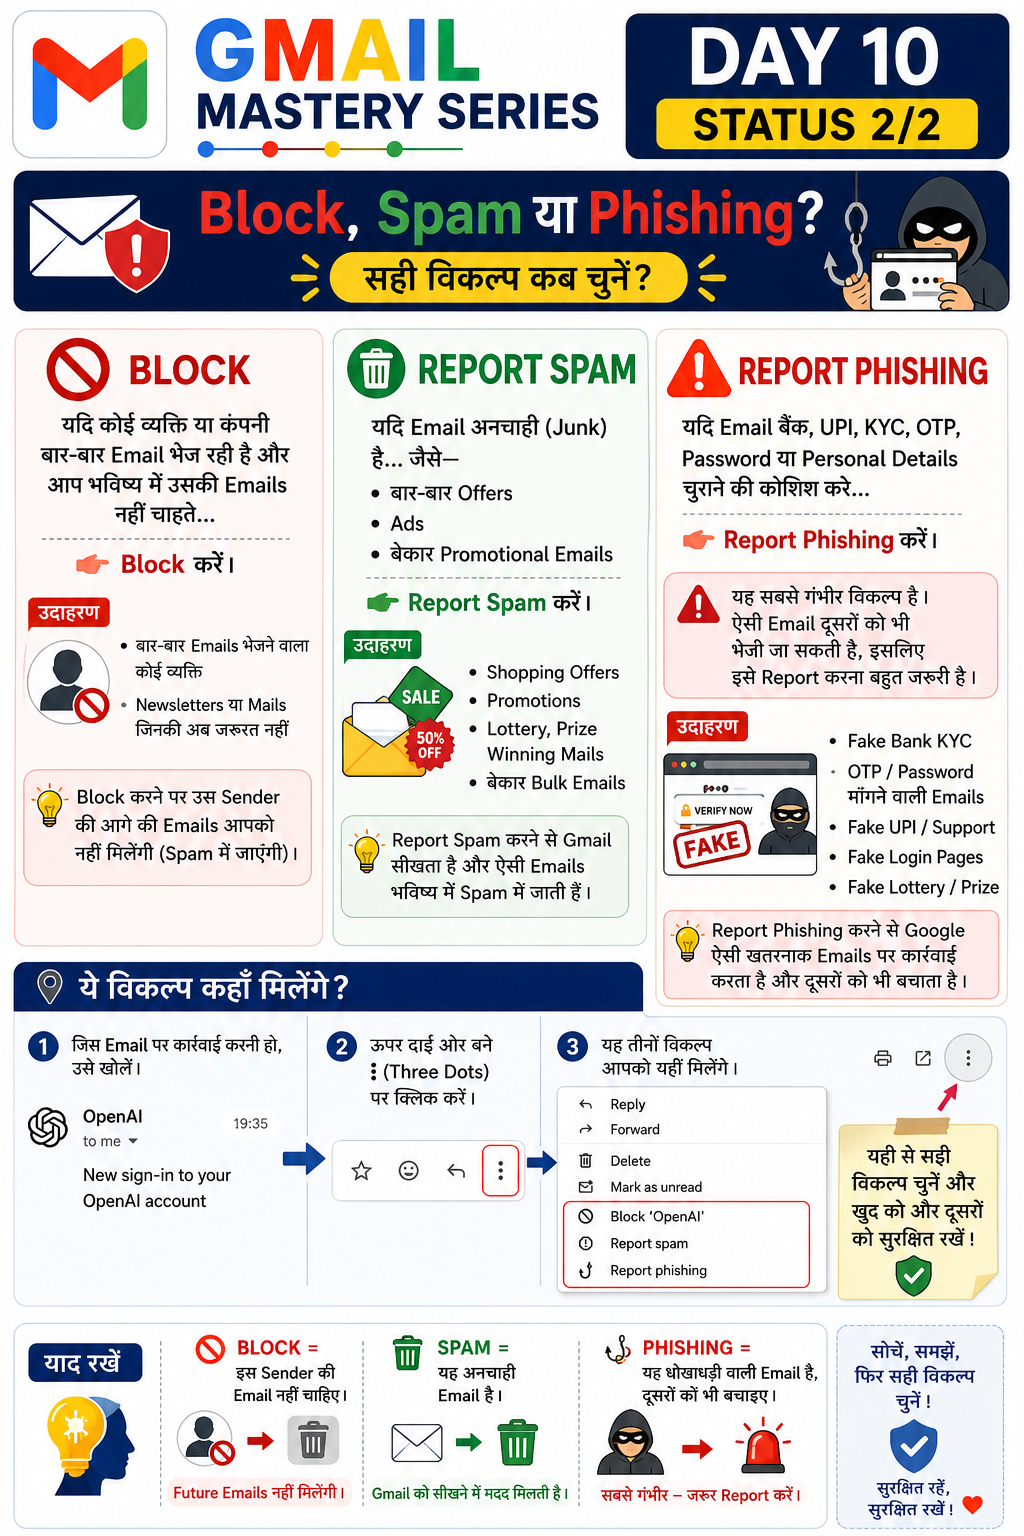 GMAIL
MASTERY SERIES
DAY 10
STATUS 2/2
Block, Spam या Phishing?
सही विकल्प कब चुनें?
BLOCK
यदि कोई व्यक्ति या कंपनी
बार-बार Email भेज रही है और
आप भविष्य में उसकी Emails
नहीं चाहते...
Block करें।
उदाहरण
• बार-बार Emails भेजने वाला
कोई व्यक्ति
• Newsletters या Mails
जिनकी अब जरूरत नहीं
Block करने पर उस Sender
की आगे की Emails आपको
नहीं मिलेंगी (Spam में जाएंगी)।
REPORT SPAM
यदि Email अनचाही (Junk)
है... जैसे—
• बार-बार Offers
• Ads
• बेकार Promotional Emails
Report Spam करें।
उदाहरण
SALE
50%
OFF
• Shopping Offers
• Promotions
• Lottery, Prize
Winning Mails
• बेकार Bulk Emails
Report Spam करने से Gmail
सीखता है और ऐसी Emails
भविष्य में Spam में जाती हैं।
REPORT PHISHING
यदि Email बैंक, UPI, KYC, OTP,
Password या Personal Details
चुराने की कोशिश करे...
Report Phishing करें।
यह सबसे गंभीर विकल्प है।
ऐसी Email दूसरों को भी
भेजी जा सकती है, इसलिए
इसे Report करना बहुत जरूरी है।
उदाहरण
VERIFY NOW
FAKE
• Fake Bank KYC
• OTP / Password
मांगने वाली Emails
• Fake UPI / Support
• Fake Login Pages
• Fake Lottery / Prize
Report Phishing करने से Google
ऐसी खतरनाक Emails पर कार्रवाई
करता है और दूसरों को भी बचाता है।
ये विकल्प कहाँ मिलेंगे?
1 जिस Email पर कार्रवाई करनी हो,
उसे खोलें।
OpenAI
19:35
to me
New sign-in to your
OpenAI account
2 ऊपर दाईं ओर बने
⋮ (Three Dots)
पर क्लिक करें।
3 यह तीनों विकल्प
आपको यहीं मिलेंगे।
Reply
Forward
Delete
Mark as unread
Block 'OpenAI'
Report spam
Report phishing
यही से सही
विकल्प चुनें और
खुद को और दूसरों
को सुरक्षित रखें!
याद रखें
BLOCK =
इस Sender की
Email नहीं चाहिए।
Future Emails नहीं मिलेंगी।
SPAM =
यह अनचाही
Email है।
Gmail को सीखने में मदद मिलती है।
PHISHING =
यह धोखाधड़ी वाली Email है,
दूसरों को भी बचाइए।
सबसे गंभीर – जरूर Report करें।
सोचें, समझें,
फिर सही विकल्प
चुनें!
सुरक्षित रहें,
सुरक्षित रखें!